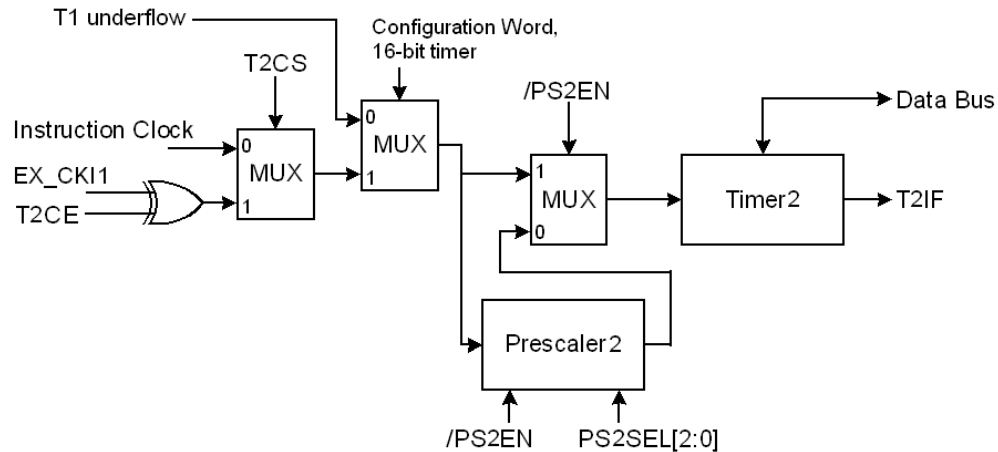 T1 underflow
Configuration Word,
16-bit timer
T2CS
/PS2EN
0
Data Bus
Instruction Clock
0
MUX
MUX
EX_CKI1
1
1
MUX
Timer2
T2IF
T2CE
1
0
Prescaler2
/PS2EN
PS2SEL[2:0]